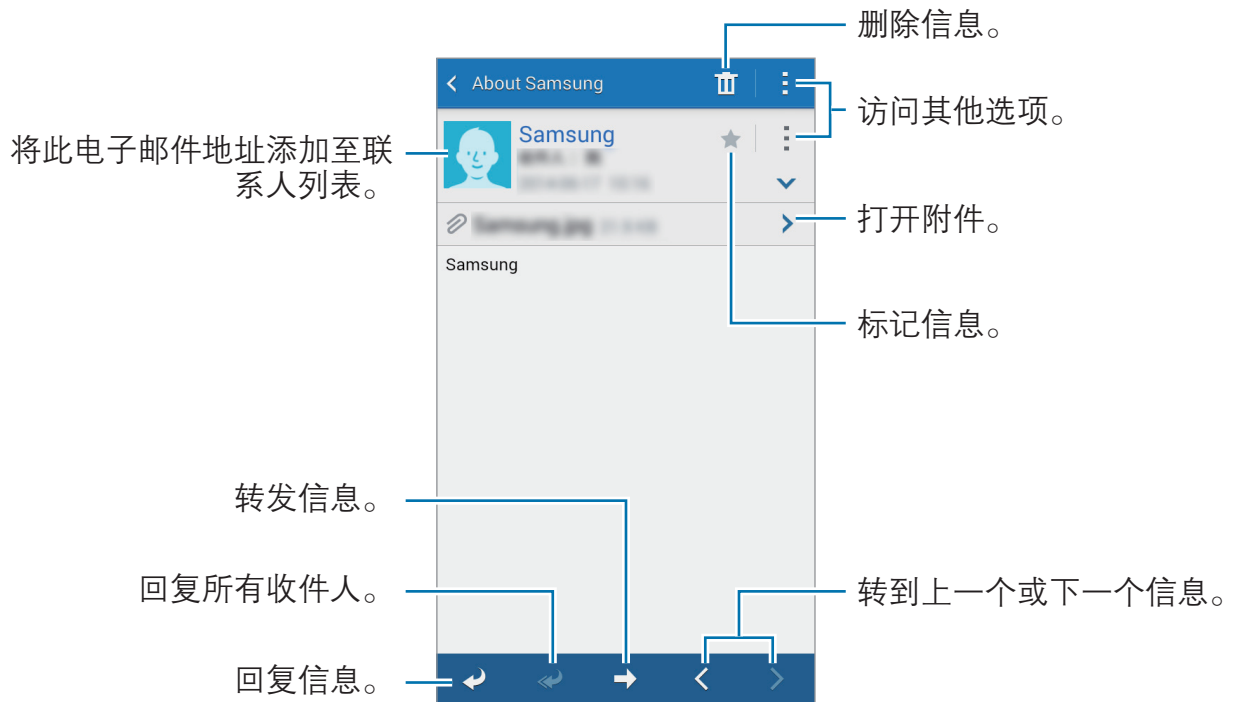 删除信息。
About Samsung
访问其他选项。
Samsung
将此电子邮件地址添加至联
系人列表。
打开附件。
Samsung
标记信息。
转发信息。
回复所有收件人。
转到上一个或下一个信息。
回复信息。